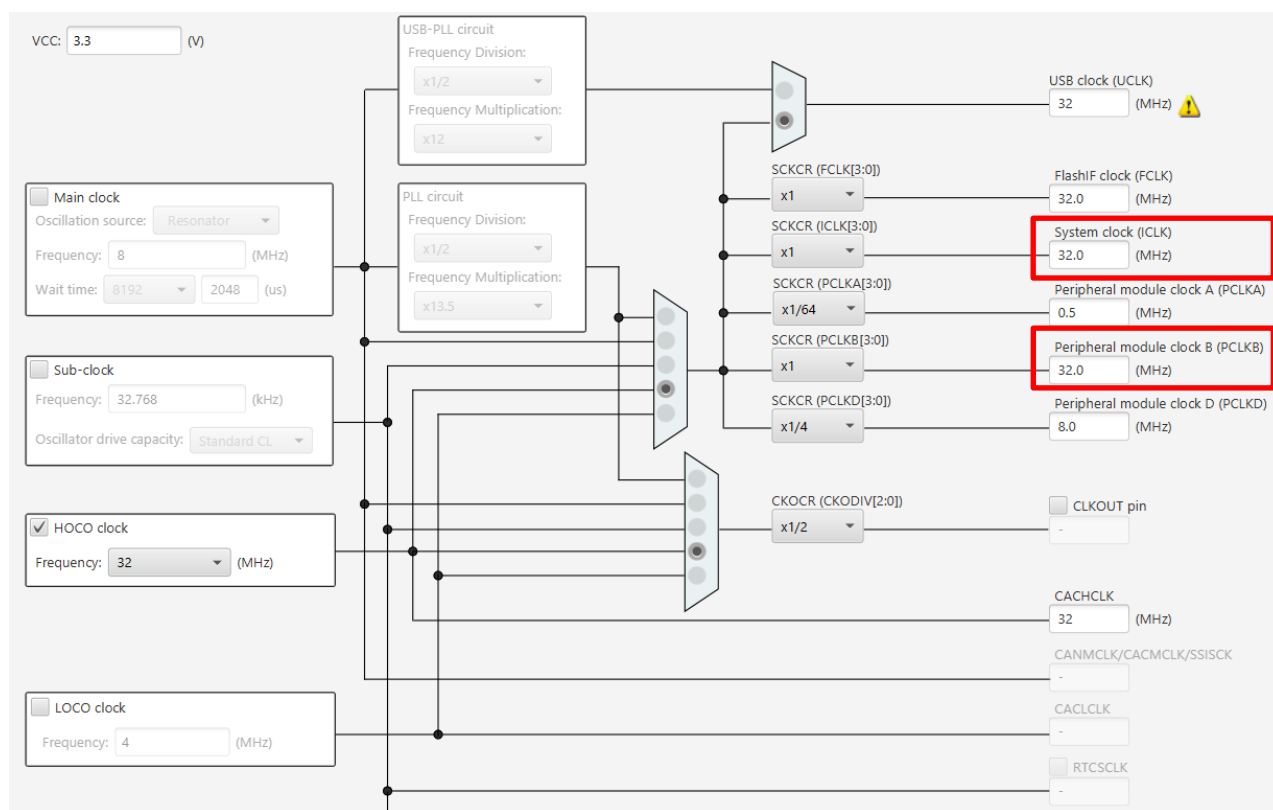 VCC: 3.3 (V)
USB-PLL circuit
Frequency Division:
x1/2
Frequency Multiplication:
x12
USB clock (UCLK)
32 (MHz)
Main clock
Oscillation source: Resonator
Frequency: 8 (MHz)
Wait time: 8192 2048 (us)
PLL circuit
Frequency Division:
x1/2
Frequency Multiplication:
x13.5
SCKCR (FCLK[3:0])
x1
FlashIF clock (FCLK)
32.0 (MHz)
SCKCR (ICLK[3:0])
x1
System clock (ICLK)
32.0 (MHz)
SCKCR (PCLKA[3:0])
x1/64
Peripheral module clock A (PCLKA)
0.5 (MHz)
SCKCR (PCLKB[3:0])
x1
Peripheral module clock B (PCLKB)
32.0 (MHz)
SCKCR (PCLKD[3:0])
x1/4
Peripheral module clock D (PCLKD)
8.0 (MHz)
Sub-clock
Frequency: 32.768 (kHz)
Oscillator drive capacity: Standard CL
HOCO clock
Frequency: 32 (MHz)
CKOCR (CKODIV[2:0])
x1/2
CLKOUT pin
-
CACHCLK
32 (MHz)
CANMCLK/CACMCLK/SSISCK
-
LOCO clock
Frequency: 4 (MHz)
CACLCLK
-
RTCSCLK
-